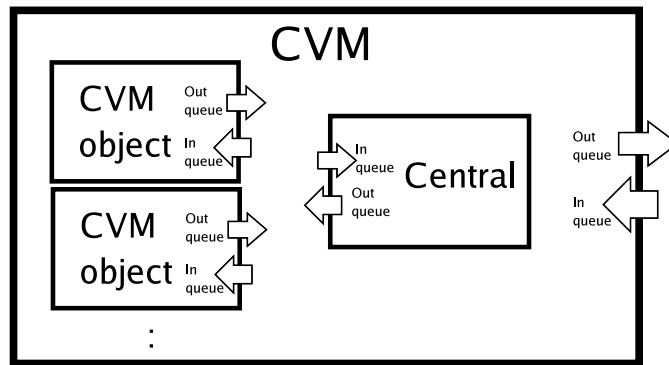 CVM
CVM
object
Out
queue
In
queue
CVM
object
Out
queue
In
queue
:
In
queue
Out
queue
Central
Out
queue
In
queue